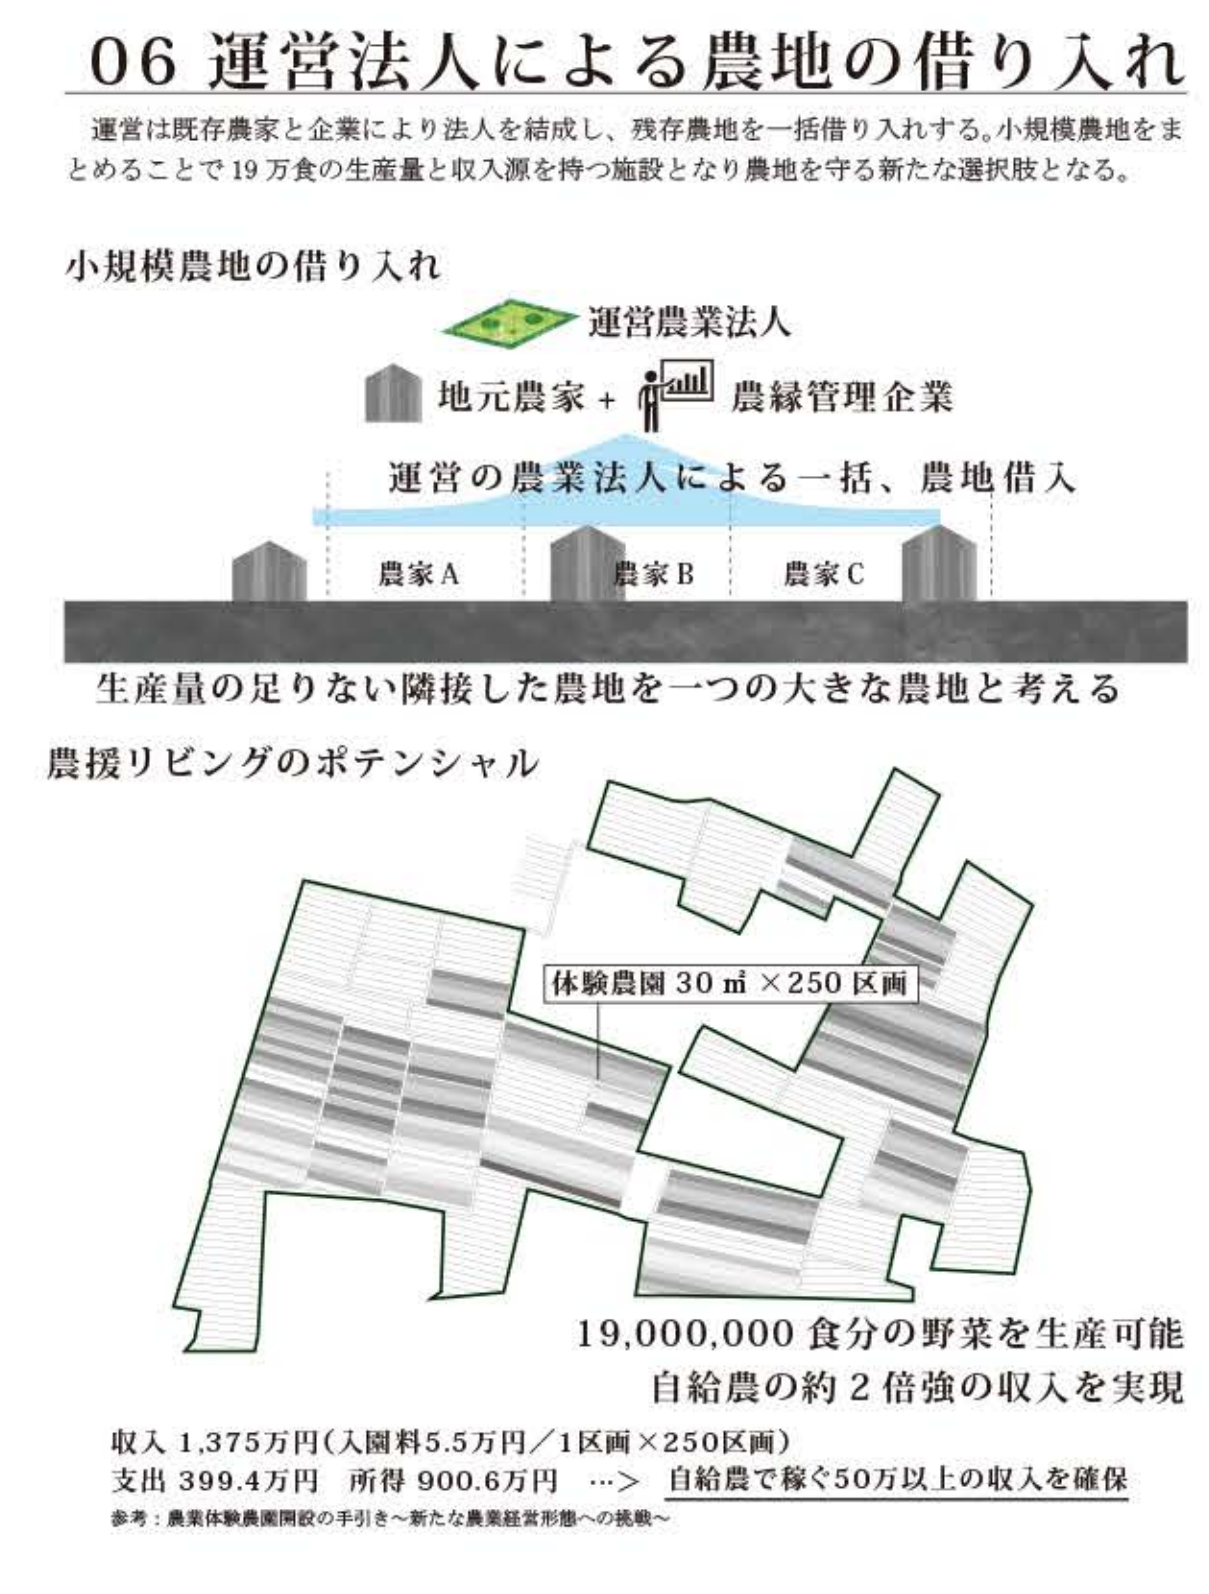 06 運営法人による農地の借り入れ
運営は既存農家と企業により法人を結成し、残存農地を一括借り入れする。小規模農地をま
とめることで 19 万食の生産量と収入源を持つ施設となり農地を守る新たな選択肢となる。
小規模農地の借り入れ
運営農業法人
地元農家 + 農縁管理企業
運営の農業法人による一括、農地借入
農家 A 農家 B 農家 C
生産量の足りない隣接した農地を一つの大きな農地と考える
農援リビングのポテンシャル
体験農園 30 ㎡ ×250 区画
19,000,000 食分の野菜を生産可能
自給農の約 2 倍強の収入を実現
収入 1,375万円(入園料5.5万円／1区画×250区画)
支出 399.4万円　所得 900.6万円　…＞　自給農で稼ぐ50万以上の収入を確保
参考：農業体験農園開設の手引き〜新たな農業経営形態への挑戦〜